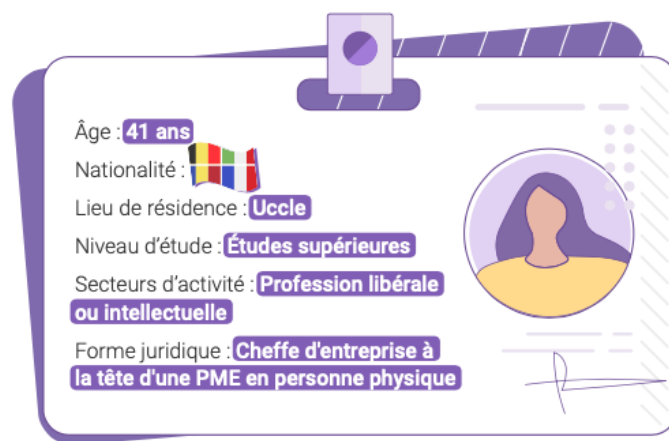 Âge : 41 ans
Nationalité :
Lieu de résidence : Uccle
Niveau d'étude : Études supérieures
Secteurs d'activité : Profession libérale
ou intellectuelle
Forme juridique : Cheffe d'entreprise à
la tête d'une PME en personne physique